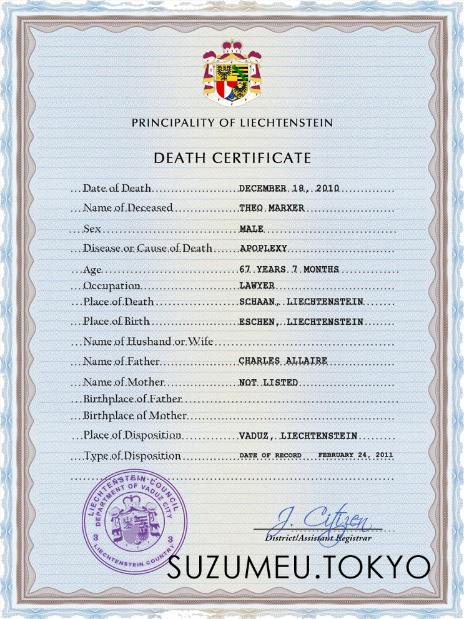 PRINCIPALITY OF LIECHTENSTEIN
DEATH CERTIFICATE
Date of Death DECEMBER 18, 2010
Name of Deceased THEO MARXER
Sex MALE
Disease or Cause of Death APOPLEXY
Age 67 YEARS 7 MONTHS
Occupation LAWYER
Place of Death SCHAAN, LIECHTENSTEIN
Place of Birth ESCHEN, LIECHTENSTEIN
Name of Husband or Wife
Name of Father CHARLES ALLAIRE
Name of Mother NOT LISTED
Birthplace of Father
Birthplace of Mother
Place of Disposition VADUZ, LIECHTENSTEIN
Type of Disposition DATE OF RECORD FEBRUARY 24, 2011
LIECHTENSTEIN COUNCIL
DEPARTMENT OF VADUZ CITY
3 3
LIECHTENSTEIN COUNTRY
J. Citizen
District/Assistant Registrar
SUZUMEU.TOKYO